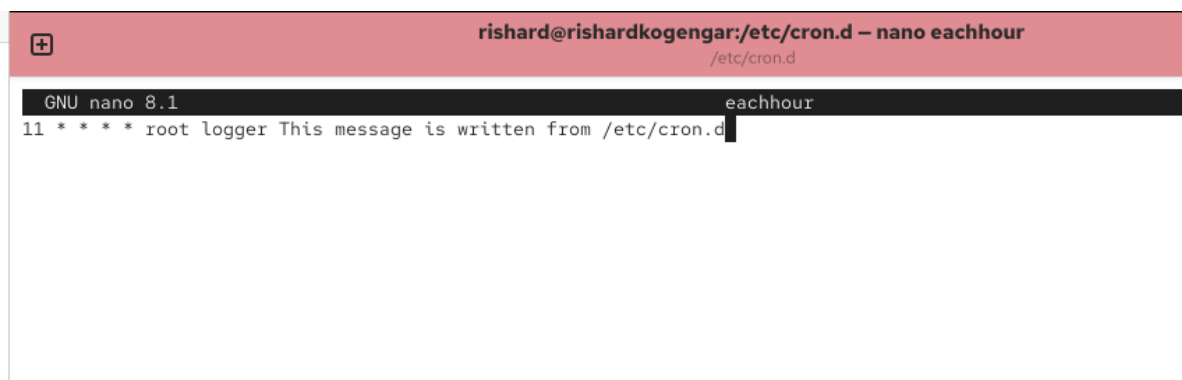 rishard@rishardkogengar:/etc/cron.d — nano eachhour
/etc/cron.d
GNU nano 8.1 eachhour
11 * * * * root logger This message is written from /etc/cron.d